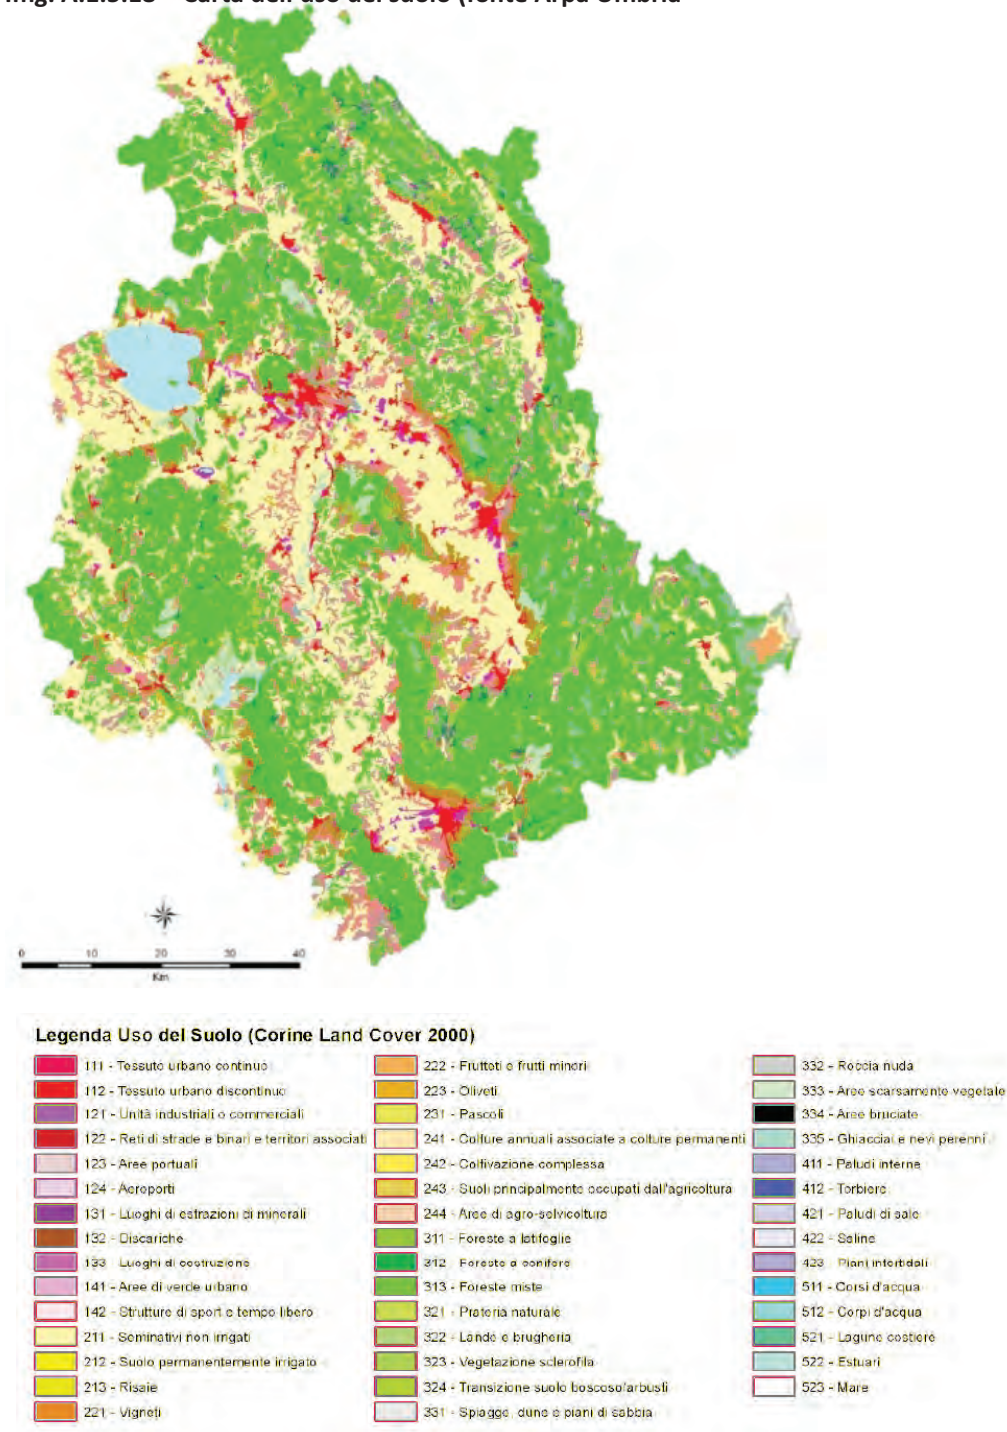 Img. A.2.3.28 – Carta dell'uso del suolo (fonte Arpa Umbria
0 10 20 30 40
Km
Legenda Uso del Suolo (Corine Land Cover 2000)
111 - Tessuto urbano continuo
112 - Tessuto urbano discontinuo
121 - Unità industriali o commerciali
122 - Reti di strade e binari e territori associati
123 - Aree portuali
124 - Aeroporti
131 - Luoghi di estrazioni di minerali
132 - Discariche
133 - Luoghi di costruzione
141 - Aree di verde urbano
142 - Strutture di sport e tempo libero
211 - Seminativi non irrigati
212 - Suolo permanentemente irrigato
213 - Risaie
221 - Vigneti
222 - Frutteti e frutti minori
223 - Oliveti
231 - Pascoli
241 - Colture annuali associate a colture permanenti
242 - Coltivazione complessa
243 - Suoli principalmente occupati dall'agricoltura
244 - Aree di agro-selvicoltura
311 - Foreste a latifoglie
312 - Foreste a conifere
313 - Foreste miste
321 - Prateria naturale
322 - Lande e brugheria
323 - Vegetazione sclerofila
324 - Transizione suolo boscoso/arbusti
331 - Spiagge, dune e piani di sabbia
332 - Roccia nuda
333 - Aree scarsamente vegetale
334 - Aree bruciate
335 - Ghiacciai e nevi perenni
411 - Paludi interne
412 - Torbiere
421 - Paludi di sale
422 - Saline
423 - Piani intertidali
511 - Corsi d'acqua
512 - Corpi d'acqua
521 - Lagune costiere
522 - Estuari
523 - Mare